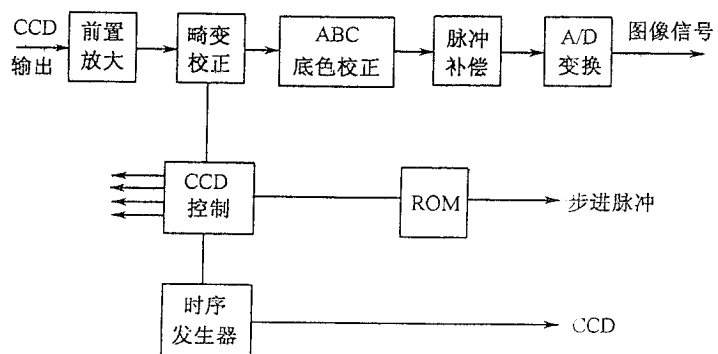 CCD
输出
前置
放大
畸变
校正
ABC
底色校正
脉冲
补偿
A/D
变换
图像信号
CCD
控制
ROM
步进脉冲
时序
发生器
CCD